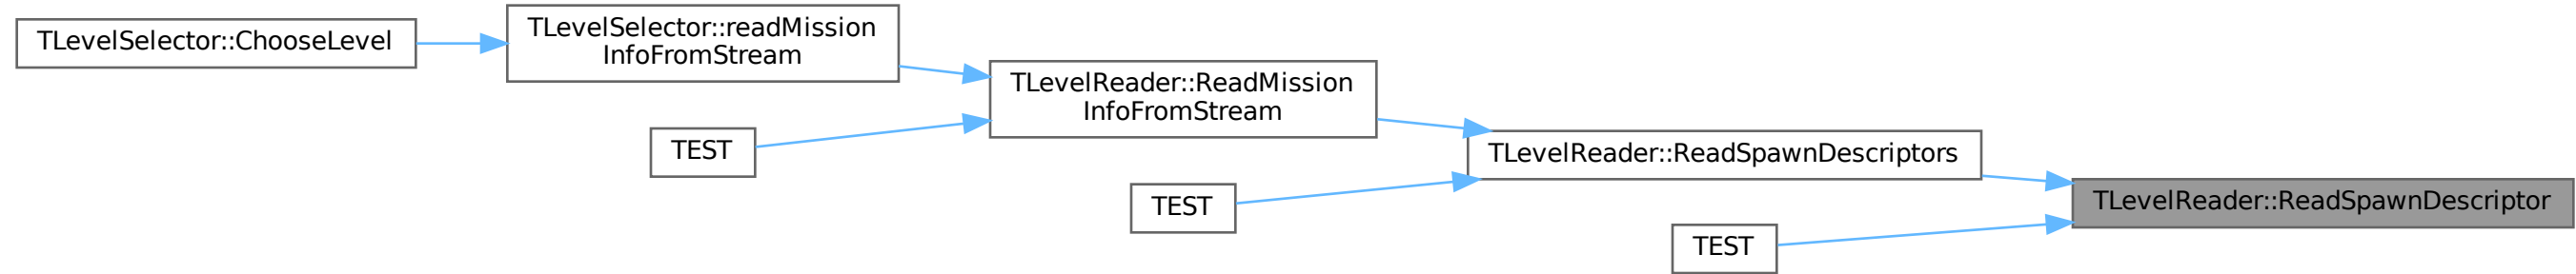 TLevelSelector::ChooseLevel
TLevelSelector::readMission
InfoFromStream
TLevelReader::ReadMission
InfoFromStream
TEST
TLevelReader::ReadSpawnDescriptors
TEST
TLevelReader::ReadSpawnDescriptor
TEST